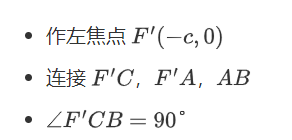 • 作左焦点 F′(−c, 0)
• 连接 F′C，F′A，AB
• ∠F′CB = 90°